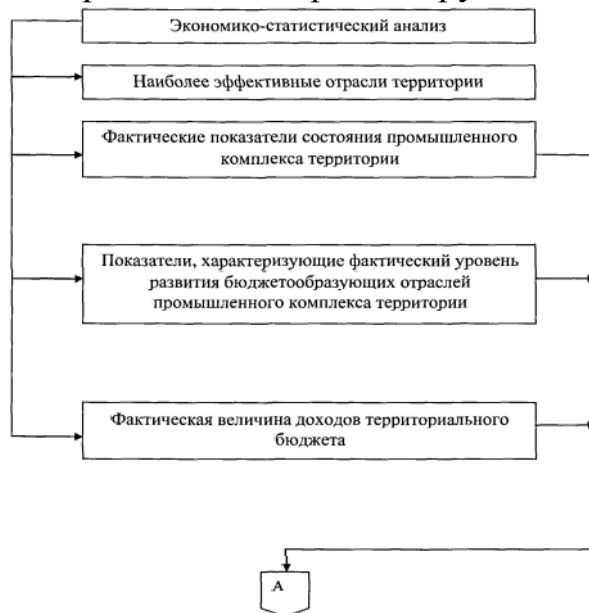 Экономико-статистический анализ
Наиболее эффективные отрасли территории
Фактические показатели состояния промышленного
комплекса территории
Показатели, характеризующие фактический уровень
развития бюджетообразующих отраслей
промышленного комплекса территории
Фактическая величина доходов территориального
бюджета
А